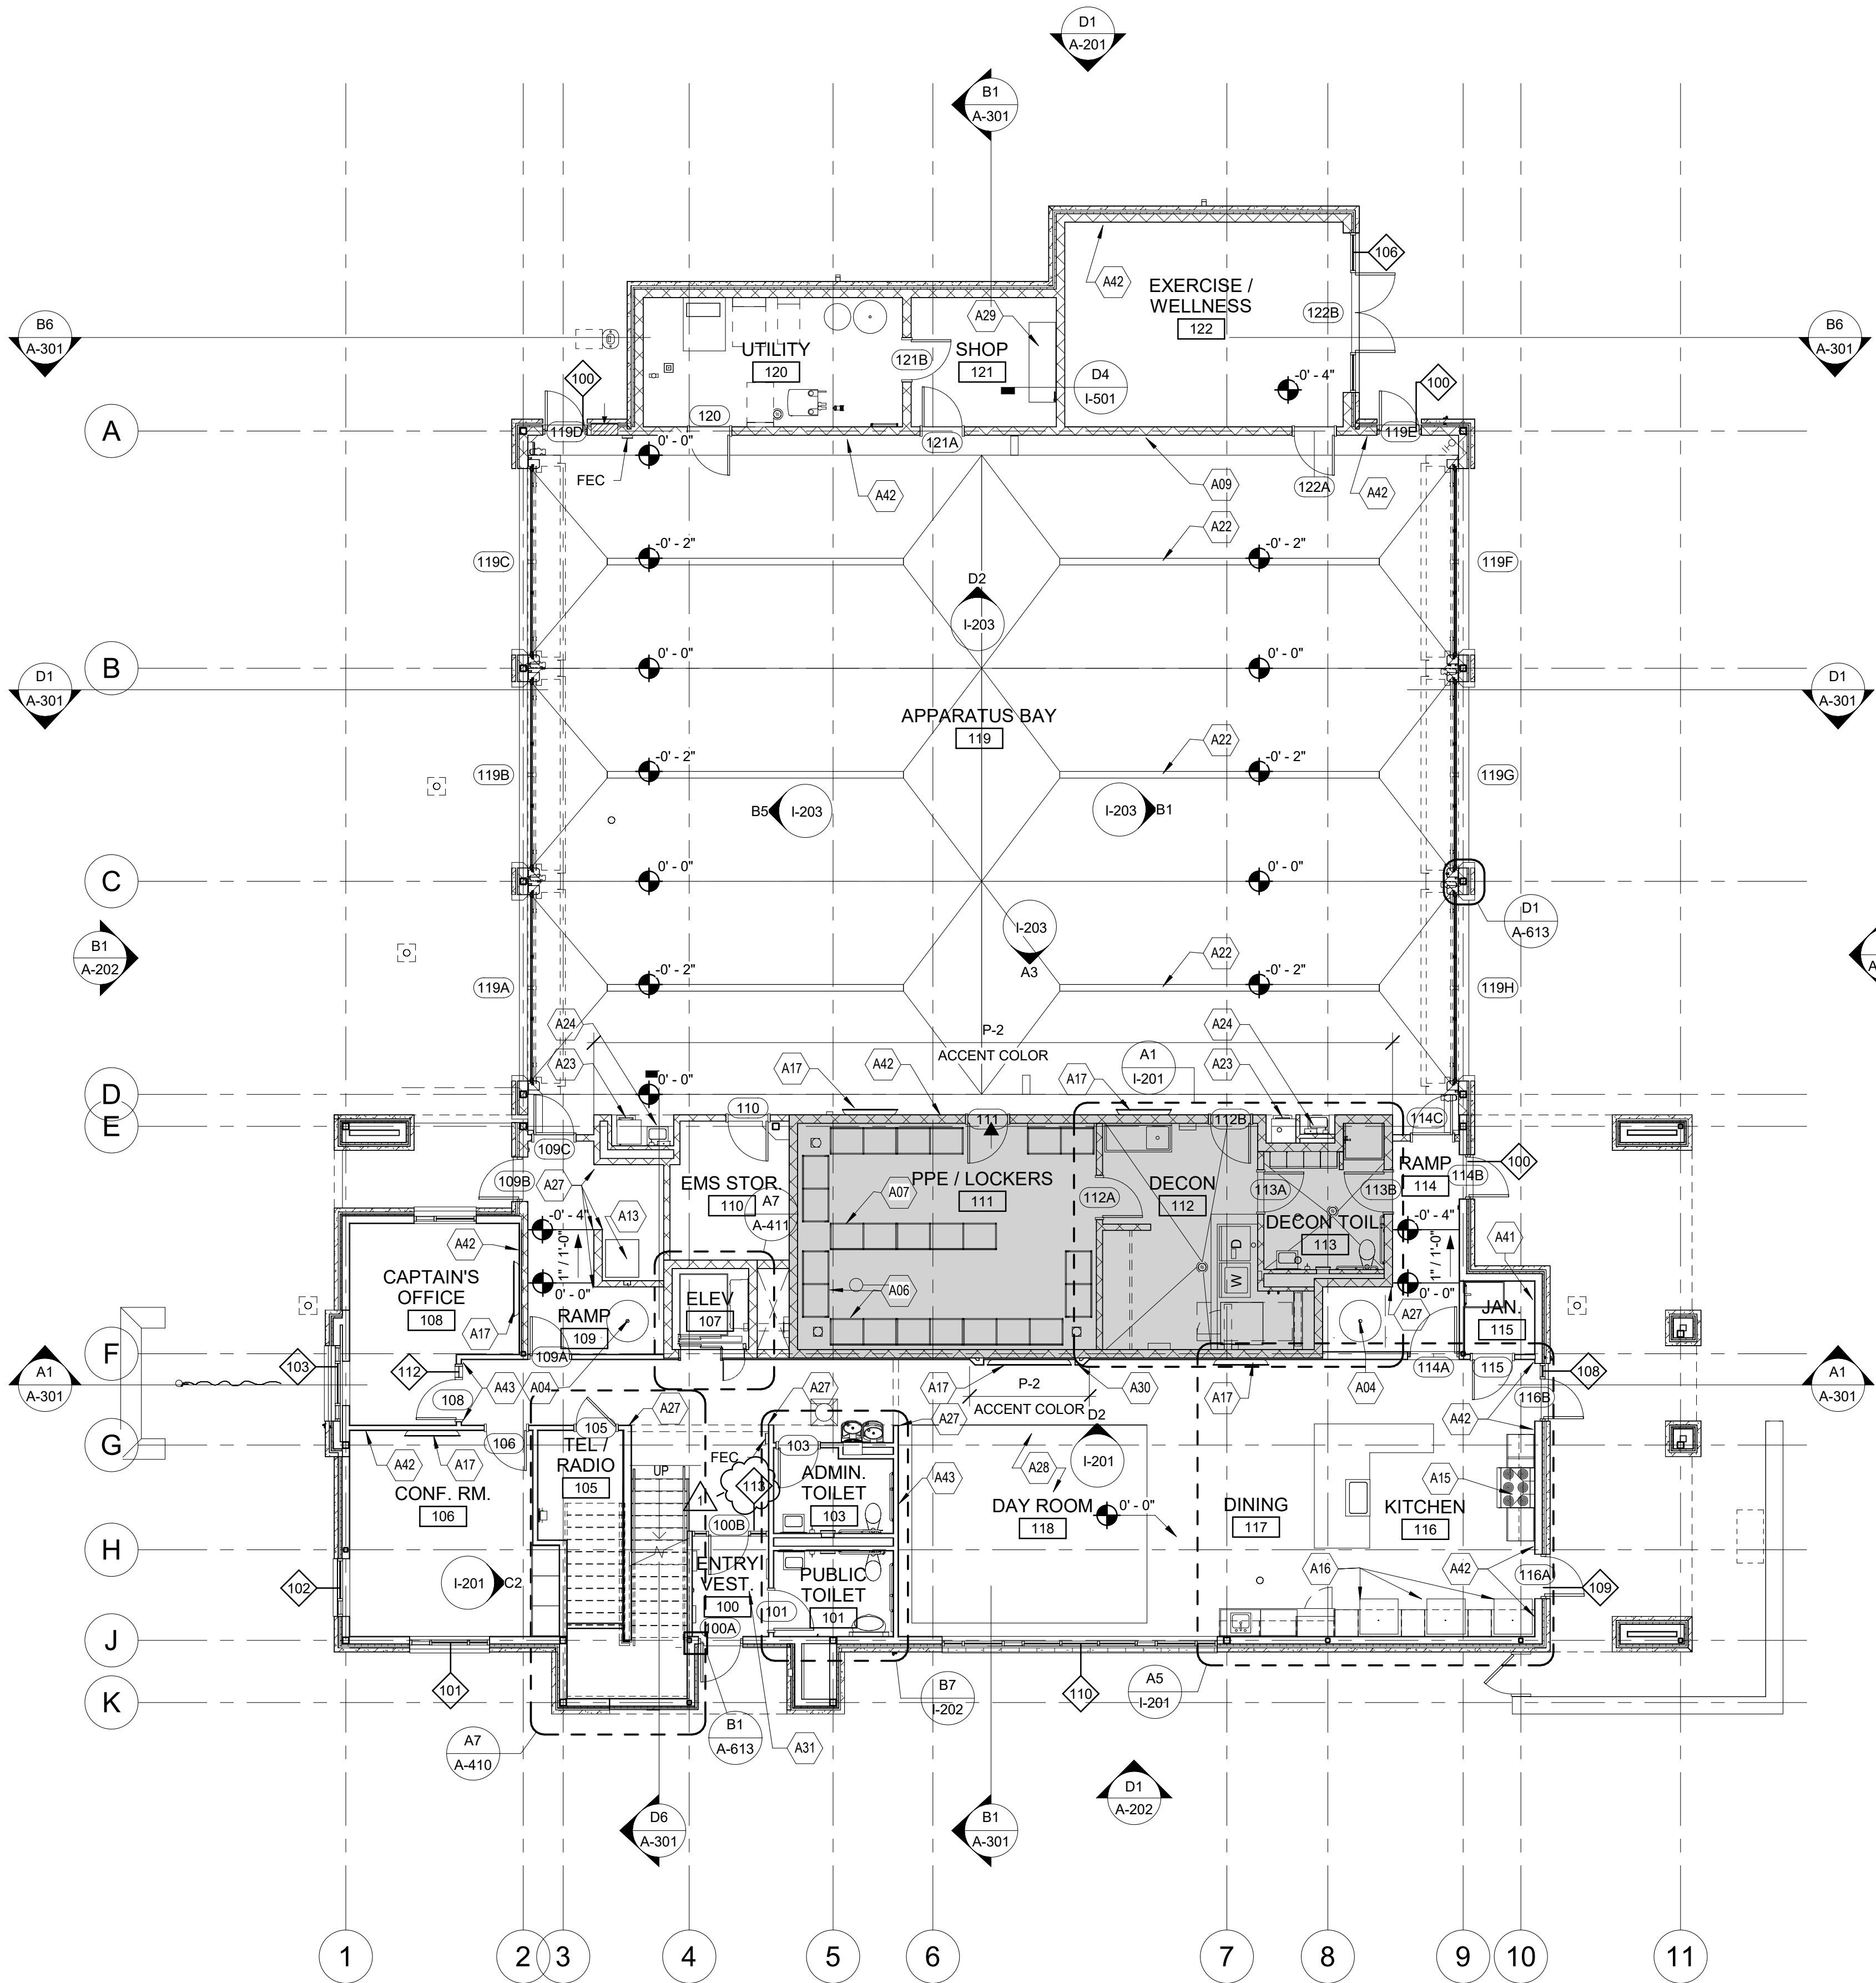 D1
A-201
B1
A-301
106
A42
EXERCISE /
WELLNESS
122
122B
A29
B6
A-301
B6
A-301
UTILITY
120
121B
SHOP
121
D4
I-501
-0' - 4"
100
100
A
119D
120
121A
119E
0' - 0"
FEC
A42
A09
122A
A42
A22
119C
-0' - 2"
-0' - 2"
119F
D2
I-203
B
0' - 0"
0' - 0"
D1
A-301
D1
A-301
APPARATUS BAY
119
A22
119B
-0' - 2"
-0' - 2"
119G
B5
I-203
I-203
B1
C
0' - 0"
0' - 0"
D1
A-613
I-203
A3
B1
A-202
A22
119A
-0' - 2"
-0' - 2"
119H
A24
P-2
A24
ACCENT COLOR
A1
I-201
A23
A17
A42
A17
A23
D
0' - 0"
E
110
111
112B
114C
109C
A27
109B
EMS STOR.
110
A7
A-411
A07
PPE / LOCKERS
111
112A
DECON
112
113A
113B
RAMP
114
114B
100
A13
DECON TOIL.
113
-0' - 4"
1" / 1'-0"
0' - 0"
-0' - 4"
1" / 1'-0"
0' - 0"
A42
A41
D
W
CAPTAIN'S
OFFICE
108
A17
RAMP
109
ELEV
107
A06
A27
JAN.
115
F
103
112
109A
114A
115
108
A1
A-301
A1
A-301
108
A43
A04
A27
A17
P-2
A30
A17
A04
116B
ACCENT COLOR
A27
A42
G
A42
A17
106
105
A27
TEL /
RADIO
105
UP
FEC
113
1
103
ADMIN.
TOILET
103
A43
A28
D2
I-201
A15
CONF. RM.
106
DAY ROOM
118
0' - 0"
DINING
117
KITCHEN
116
100B
H
ENTRY
VEST.
100
PUBLIC
TOILET
101
101
A16
A42
116A
109
102
I-201
C2
100A
J
101
K
B7
I-202
110
A5
I-201
A7
A-410
B1
A-613
A31
D1
A-202
D6
A-301
B1
A-301
1
2
3
4
5
6
7
8
9
10
11